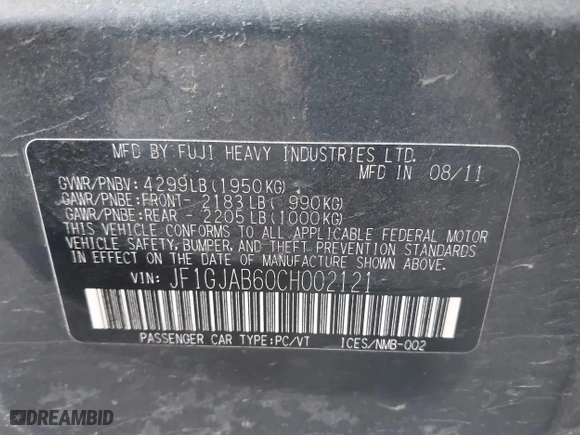 MFD BY FUJI HEAVY INDUSTRIES LTD.
MFD IN 08/11
GVWR/PNBV: 4299LB(1950KG)
GAWR/PNBE:FRONT- 2183LB( 990KG)
GAWR/PNBE:REAR - 2205LB(1000KG)
THIS VEHICLE CONFORMS TO ALL APPLICABLE FEDERAL MOTOR
VEHICLE SAFETY, BUMPER, AND THEFT PREVENTION STANDARDS
IN EFFECT ON THE DATE OF MANUFACTURE SHOWN ABOVE.
VIN: JF1GJAB60CH002121
PASSENGER CAR TYPE:PC/VT 1CES/NMB-002
DREAMBID